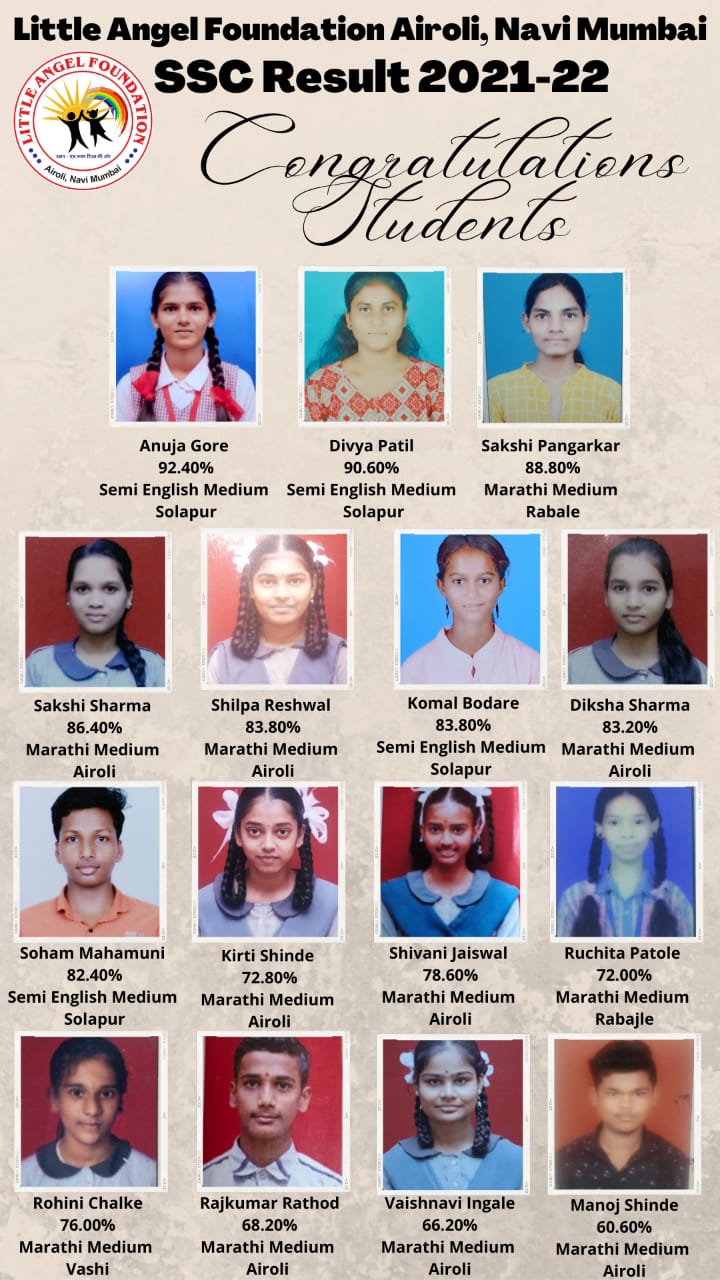 Little Angel Foundation Airoli, Navi Mumbai
SSC Result 2021-22
LITTLE ANGEL FOUNDATION
Airoli, Navi Mumbai
Congratulations
Students
Anuja Gore
92.40%
Semi English Medium
Solapur
Divya Patil
90.60%
Semi English Medium
Solapur
Sakshi Pangarkar
88.80%
Marathi Medium
Rabale
Sakshi Sharma
86.40%
Marathi Medium
Airoli
Shilpa Reshwal
83.80%
Marathi Medium
Airoli
Komal Bodare
83.80%
Semi English Medium
Solapur
Diksha Sharma
83.20%
Marathi Medium
Airoli
Soham Mahamuni
82.40%
Semi English Medium
Solapur
Kirti Shinde
72.80%
Marathi Medium
Airoli
Shivani Jaiswal
78.60%
Marathi Medium
Airoli
Ruchita Patole
72.00%
Marathi Medium
Rabajle
Rohini Chalke
76.00%
Marathi Medium
Vashi
Rajkumar Rathod
68.20%
Marathi Medium
Airoli
Vaishnavi Ingale
66.20%
Marathi Medium
Airoli
Manoj Shinde
60.60%
Marathi Medium
Airoli